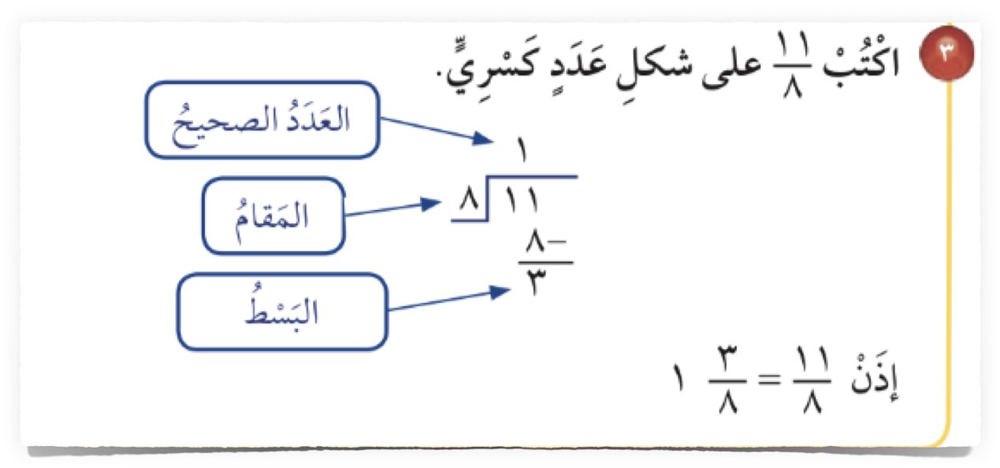 ٣
اكْتُبْ ١١/٨ على شكلِ عَدَدٍ كَسْرِيٍّ.
العَدَدُ الصحيحُ
١
المَقامُ
٨ ١١
٨−
البَسْطُ
٣
إذَنْ ١١/٨ = ٣/٨ ١